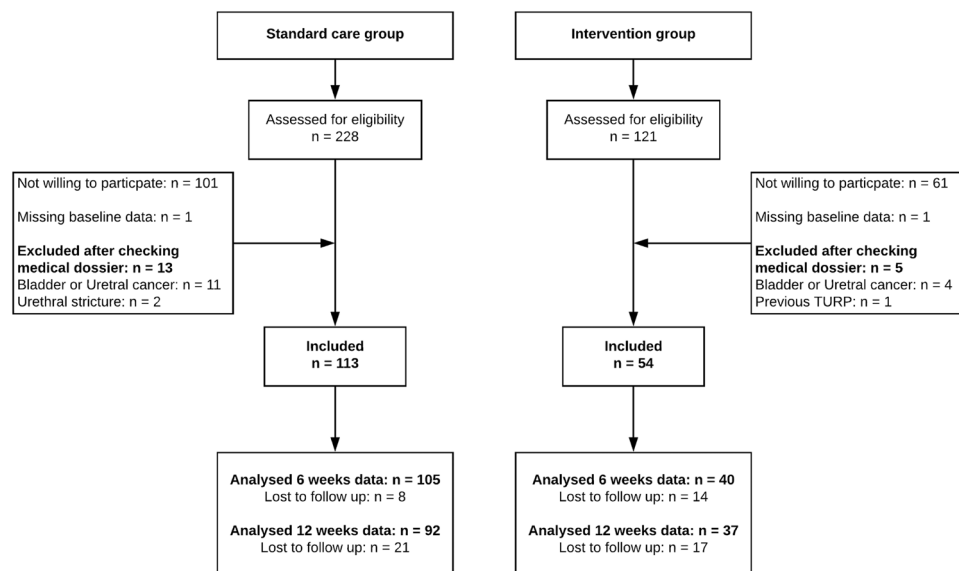 Standard care group
Intervention group
Assessed for eligibility
n = 228
Assessed for eligibility
n = 121
Not willing to particpate: n = 101
Missing baseline data: n = 1
Excluded after checking
medical dossier: n = 13
Bladder or Uretral cancer: n = 11
Urethral stricture: n = 2
Not willing to particpate: n = 61
Missing baseline data: n = 1
Excluded after checking
medical dossier: n = 5
Bladder or Uretral cancer: n = 4
Previous TURP: n = 1
Included
n = 113
Included
n = 54
Analysed 6 weeks data: n = 105
Lost to follow up: n = 8
Analysed 12 weeks data: n = 92
Lost to follow up: n = 21
Analysed 6 weeks data: n = 40
Lost to follow up: n = 14
Analysed 12 weeks data: n = 37
Lost to follow up: n = 17